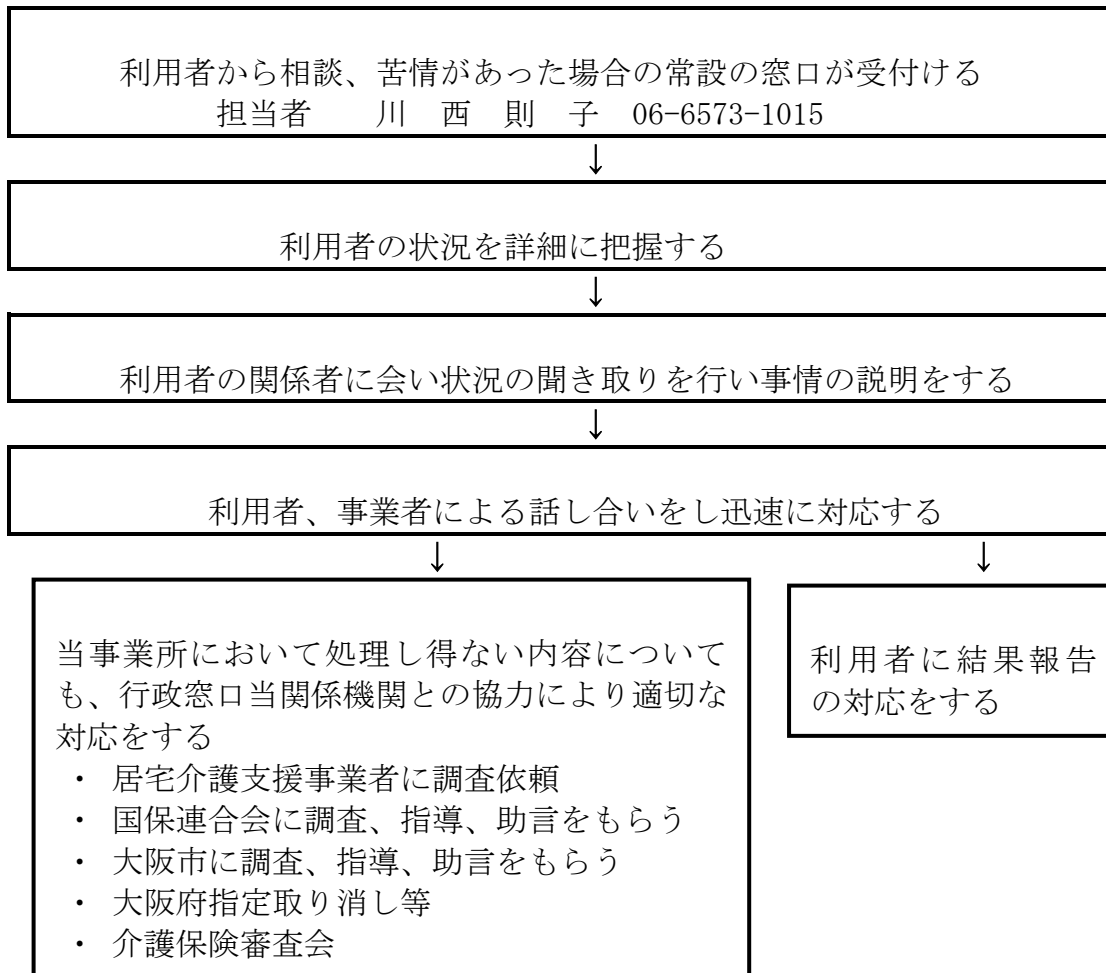 利用者から相談、苦情があった場合の常設の窓口が受付ける
担当者　　川　西　則　子　06-6573-1015
↓
利用者の状況を詳細に把握する
↓
利用者の関係者に会い状況の聞き取りを行い事情の説明をする
↓
利用者、事業者による話し合いをし迅速に対応する
↓　↓
当事業所において処理し得ない内容について
も、行政窓口当関係機関との協力により適切な
対応をする
・ 居宅介護支援事業者に調査依頼
・ 国保連合会に調査、指導、助言をもらう
・ 大阪市に調査、指導、助言をもらう
・ 大阪府指定取り消し等
・ 介護保険審査会
利用者に結果報告
の対応をする